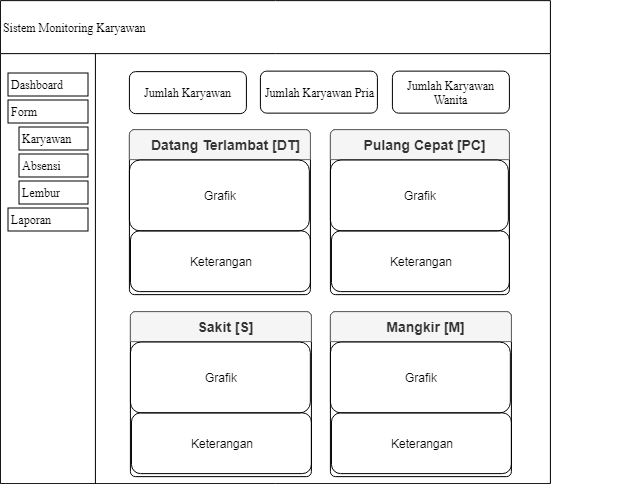 Sistem Monitoring Karyawan
Dashboard
Form
Karyawan
Absensi
Lembur
Laporan
Jumlah Karyawan
Jumlah Karyawan Pria
Jumlah Karyawan
Wanita
Datang Terlambat [DT]
Grafik
Keterangan
Pulang Cepat [PC]
Grafik
Keterangan
Sakit [S]
Grafik
Keterangan
Mangkir [M]
Grafik
Keterangan